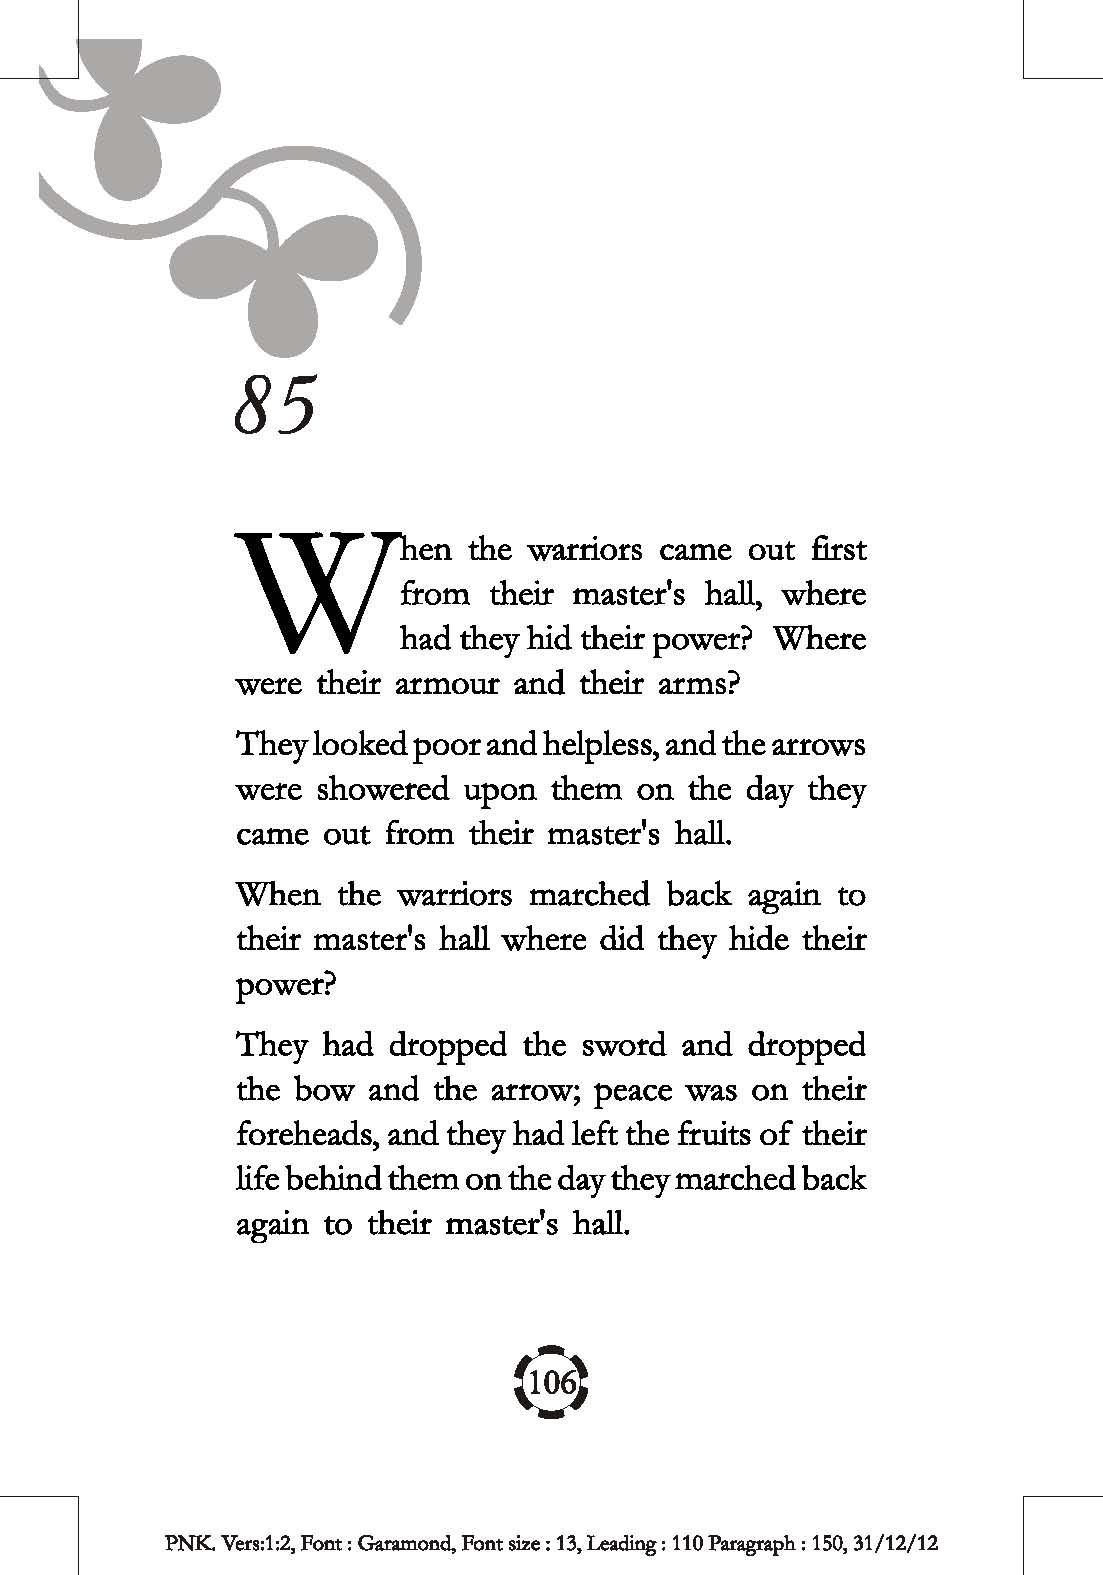 85
When the warriors came out first
from their master's hall, where
had they hid their power? Where
were their armour and their arms?
They looked poor and helpless, and the arrows
were showered upon them on the day they
came out from their master's hall.
When the warriors marched back again to
their master's hall where did they hide their
power?
They had dropped the sword and dropped
the bow and the arrow; peace was on their
foreheads, and they had left the fruits of their
life behind them on the day they marched back
again to their master's hall.
106
PNK. Vers:1:2, Font : Garamond, Font size : 13, Leading : 110 Paragraph : 150, 31/12/12